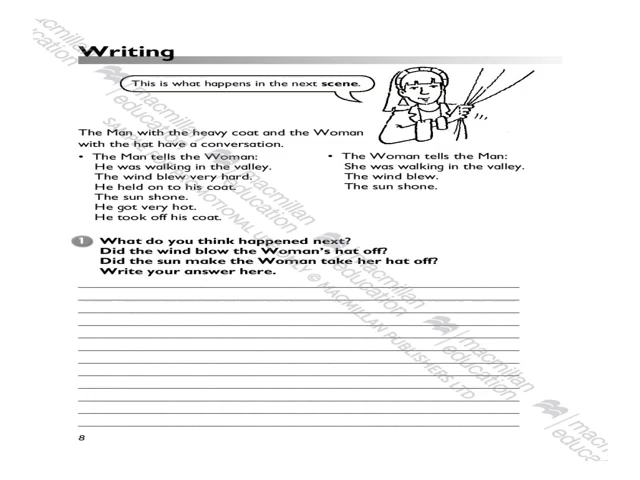 Writing
This is what happens in the next scene.
The Man with the heavy coat and the Woman
with the hat have a conversation.
• The Man tells the Woman:
He was walking in the valley.
The wind blew very hard.
He held on to his coat.
The sun shone.
He got very hot.
He took off his coat.
• The Woman tells the Man:
She was walking in the valley.
The wind blew.
The sun shone.
1 What do you think happened next?
Did the wind blow the Woman's hat off?
Did the sun make the Woman take her hat off?
Write your answer here.
8
macmillan
education
macmillan
education
macmillan
education
macmillan
education
macmillan
education
© MACMILLAN PUBLISHERS LTD